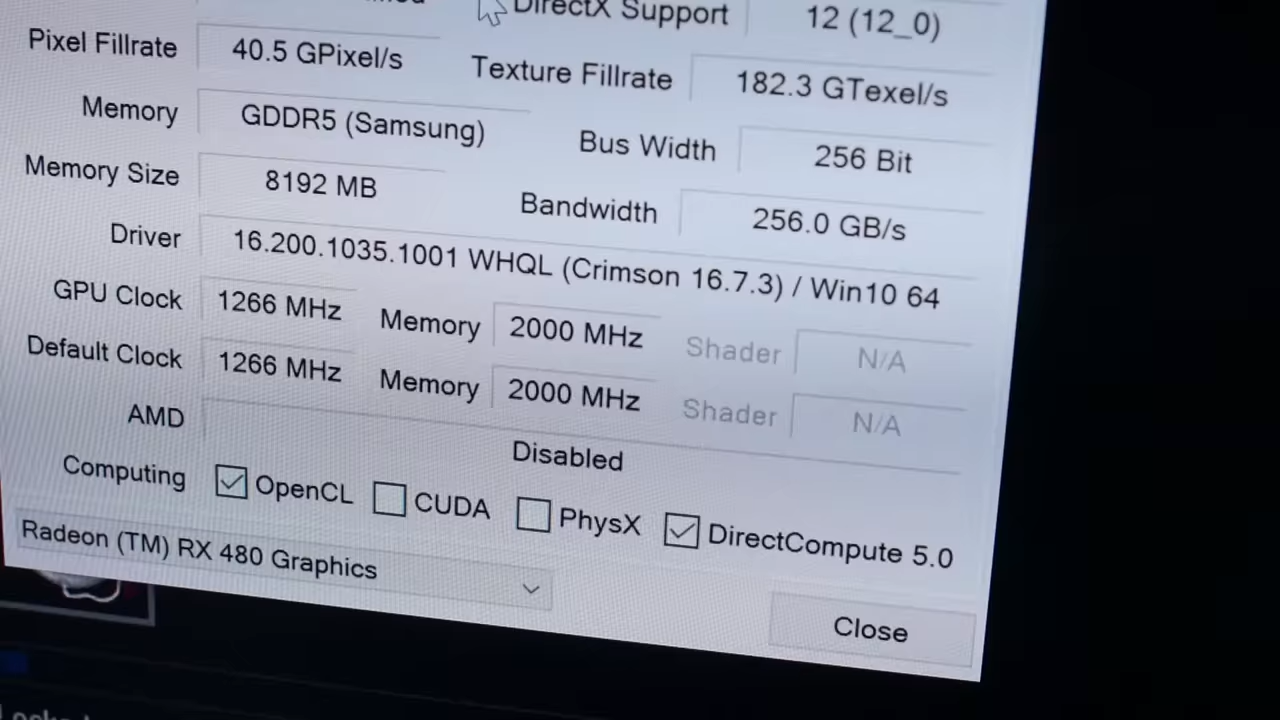 DirectX Support 12 (12_0)
Pixel Fillrate 40.5 GPixel/s Texture Fillrate 182.3 GTexel/s
Memory GDDR5 (Samsung) Bus Width 256 Bit
Memory Size 8192 MB Bandwidth 256.0 GB/s
Driver 16.200.1035.1001 WHQL (Crimson 16.7.3) / Win10 64
GPU Clock 1266 MHz Memory 2000 MHz Shader N/A
Default Clock 1266 MHz Memory 2000 MHz Shader N/A
AMD Disabled
Computing OpenCL CUDA PhysX DirectCompute 5.0
Radeon (TM) RX 480 Graphics
Close